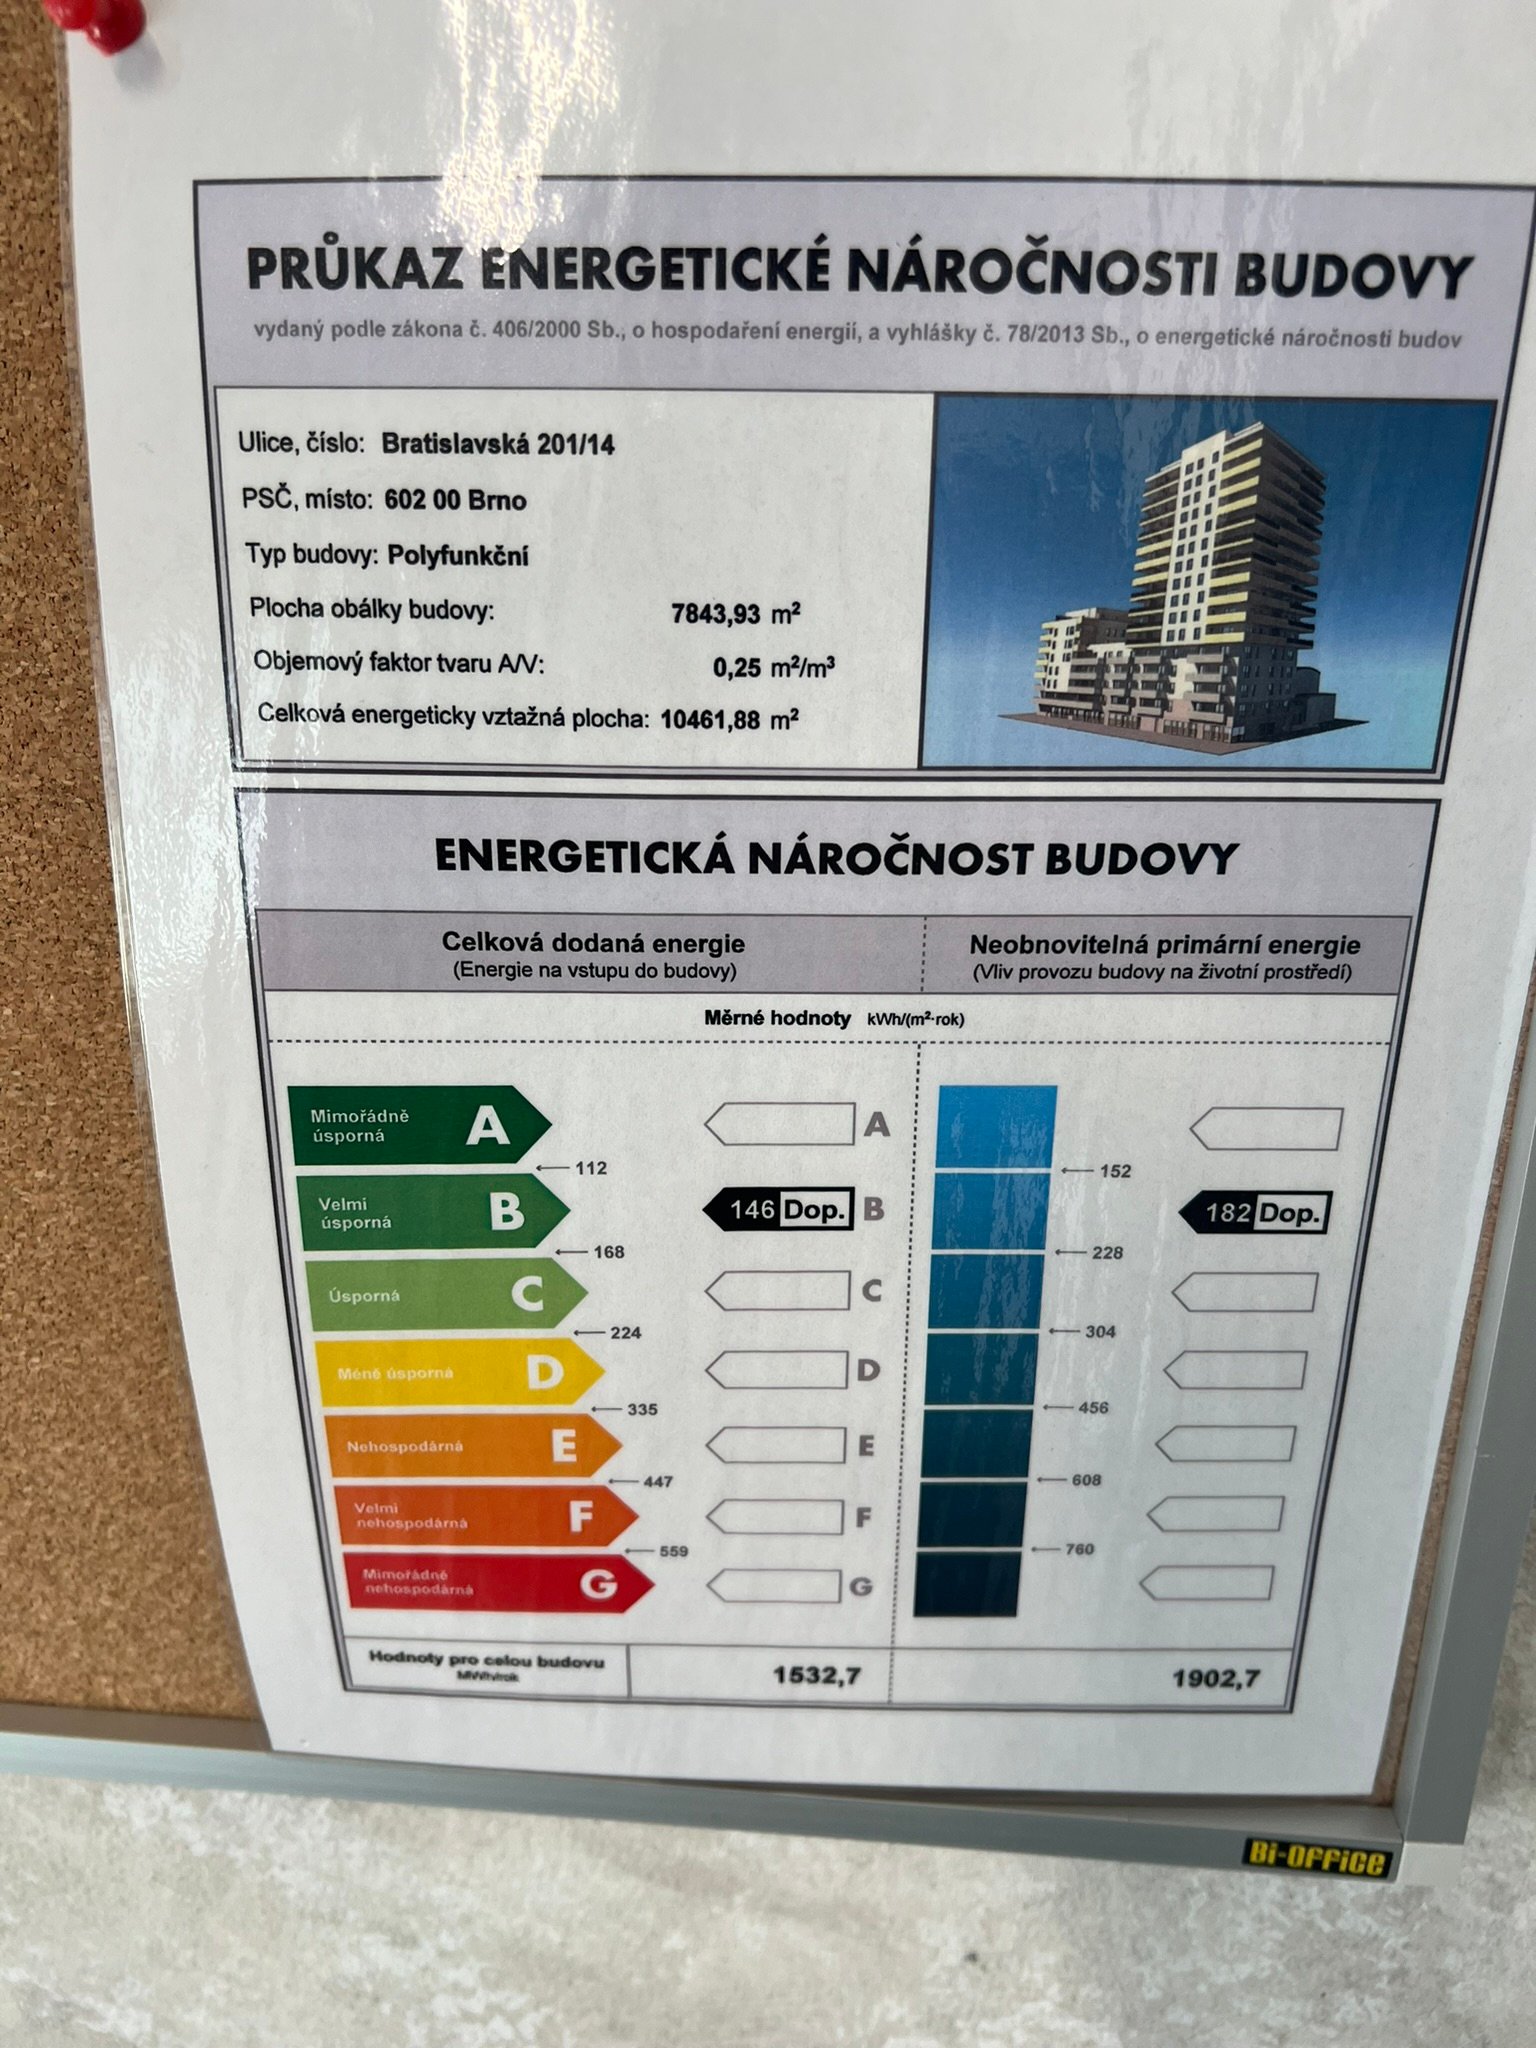 PRŮKAZ ENERGETICKÉ NÁROČNOSTI BUDOVY
vydaný podle zákona č. 406/2000 Sb., o hospodaření energií, a vyhlášky č. 78/2013 Sb., o energetické náročnosti budov
Ulice, číslo: Bratislavská 201/14
PSČ, místo: 602 00 Brno
Typ budovy: Polyfunkční
Plocha obálky budovy: 7843,93 m²
Objemový faktor tvaru A/V: 0,25 m²/m³
Celková energeticky vztažná plocha: 10461,88 m²
ENERGETICKÁ NÁROČNOST BUDOVY
Celková dodaná energie
(Energie na vstupu do budovy)
Neobnovitelná primární energie
(Vliv provozu budovy na životní prostředí)
Měrné hodnoty kWh/(m²·rok)
Mimořádně
úsporná
A
A
112
152
Velmi
úsporná
B
146 Dop. B
182 Dop.
168
228
Úsporná C
C
224
304
Méně úsporná D
D
335
456
Nehospodárná E
E
447
608
Velmi
nehospodárná
F
F
559
760
Mimořádně
nehospodárná
G
G
Hodnoty pro celou budovu
MWh/rok
1532,7
1902,7
Bi-Office